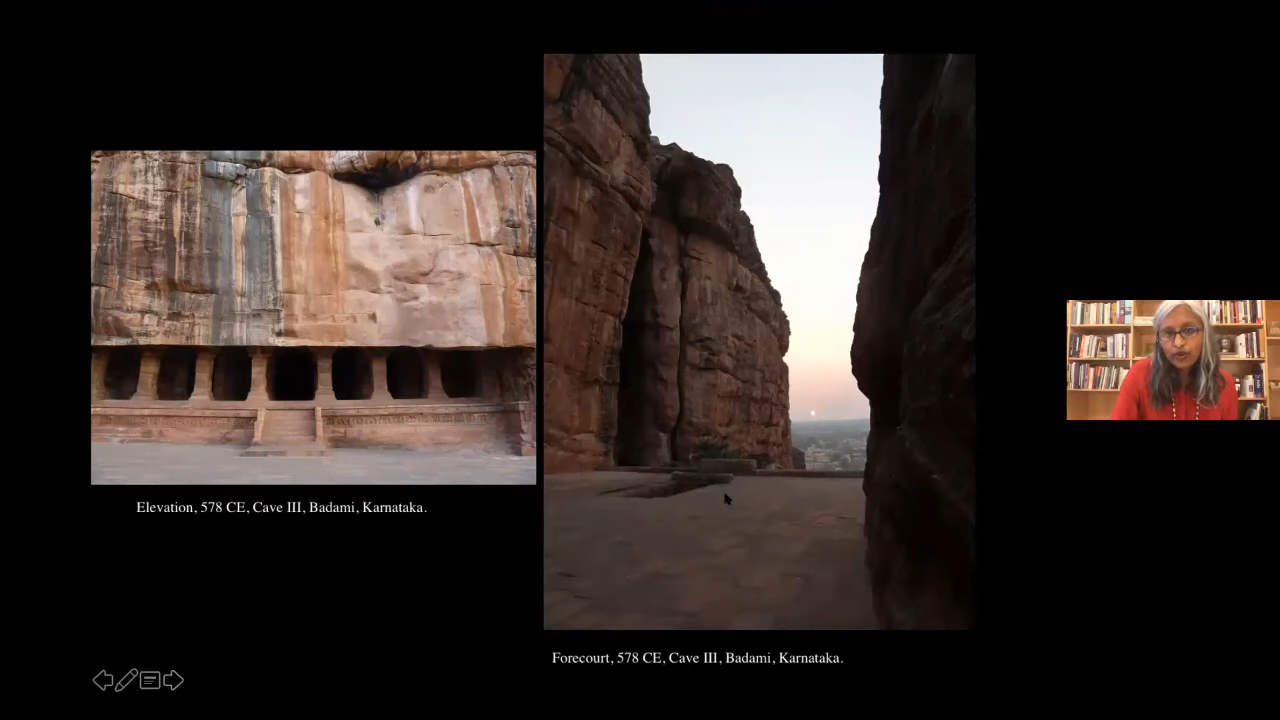 Elevation, 578 CE, Cave III, Badami, Karnataka.
Forecourt, 578 CE, Cave III, Badami, Karnataka.